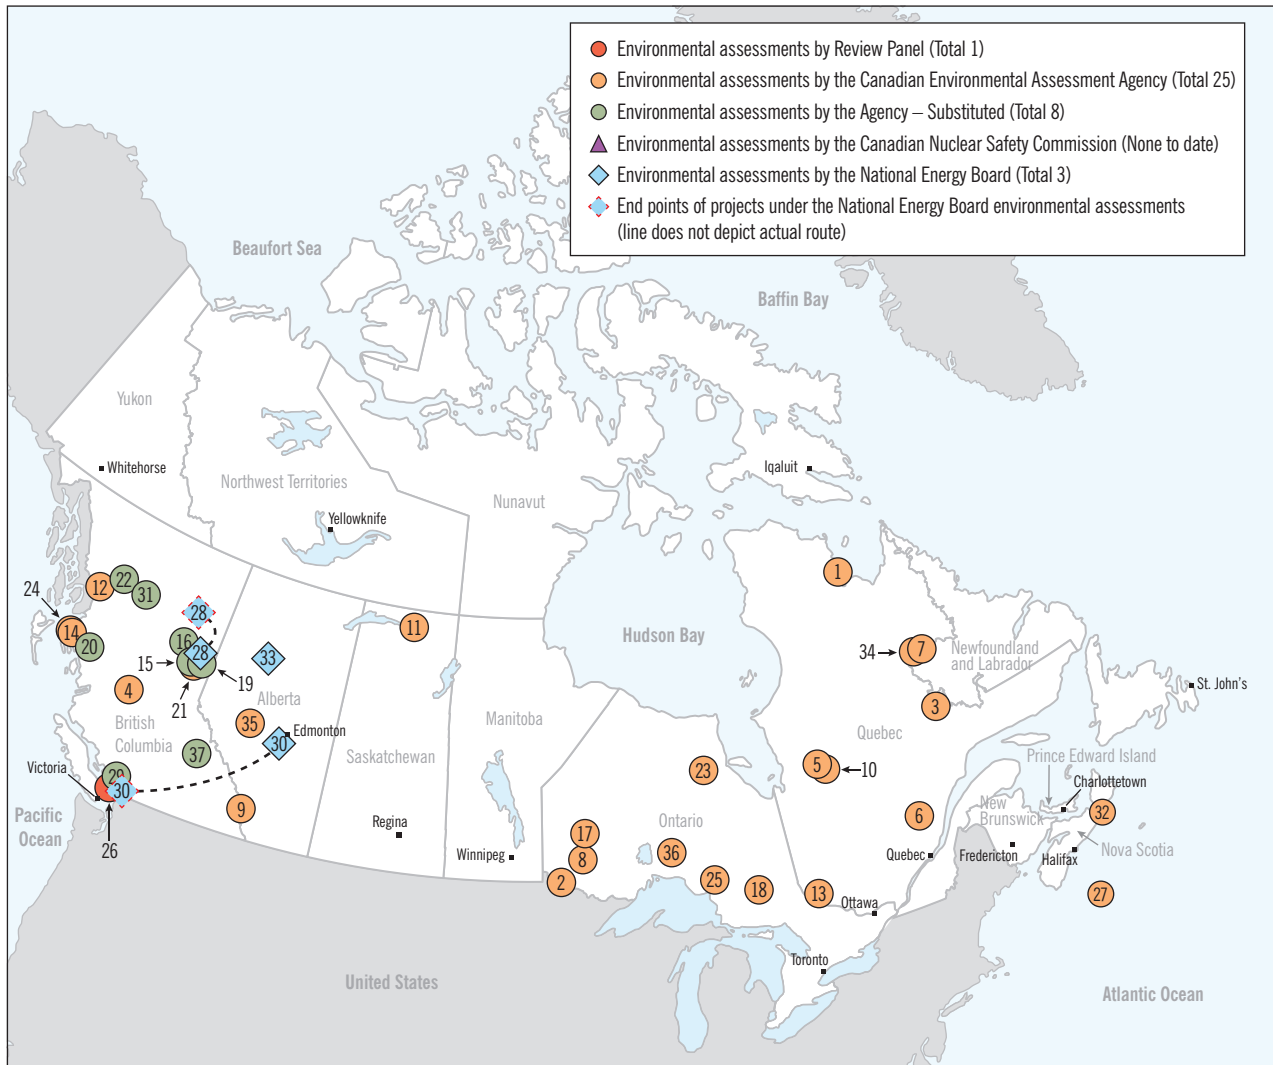 Environmental assessments by Review Panel (Total 1)
Environmental assessments by the Canadian Environmental Assessment Agency (Total 25)
Environmental assessments by the Agency – Substituted (Total 8)
Environmental assessments by the Canadian Nuclear Safety Commission (None to date)
Environmental assessments by the National Energy Board (Total 3)
End points of projects under the National Energy Board environmental assessments
(line does not depict actual route)
Beaufort Sea
Baffin Bay
Yukon
Whitehorse
Iqaluit
Northwest Territories
Nunavut
Yellowknife
24
12
22
31
28
14
20
16
28
33
11
1
Hudson Bay
34
7
Newfoundland
and Labrador
15
19
21
4
Alberta
St. John's
3
British
Columbia
35
Edmonton
30
Manitoba
Quebec
Saskatchewan
37
Victoria
29
30
23
5
10
Prince Edward Island
Charlottetown
Pacific
Ocean
26
9
Regina
Winnipeg
17
8
2
Ontario
36
25
18
13
6
Quebec
Ottawa
New
Brunswick
Fredericton
Halifax
Nova Scotia
32
27
Toronto
United States
Atlantic Ocean